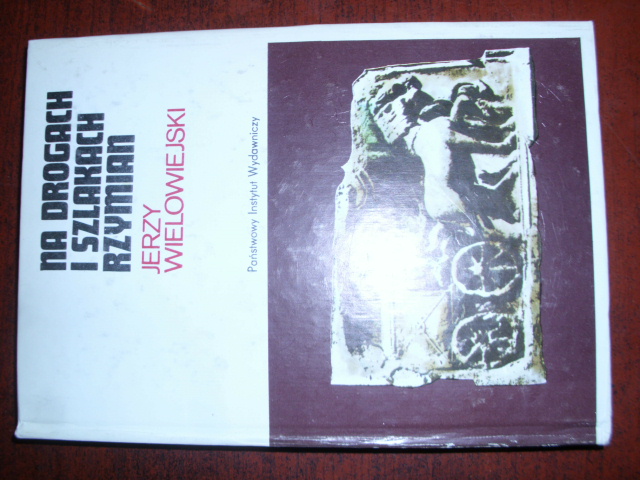 NA DROGACH
I SZLAKACH
RZYMIAN
JERZY
WIELOWIEJSKI
Państwowy Instytut Wydawniczy